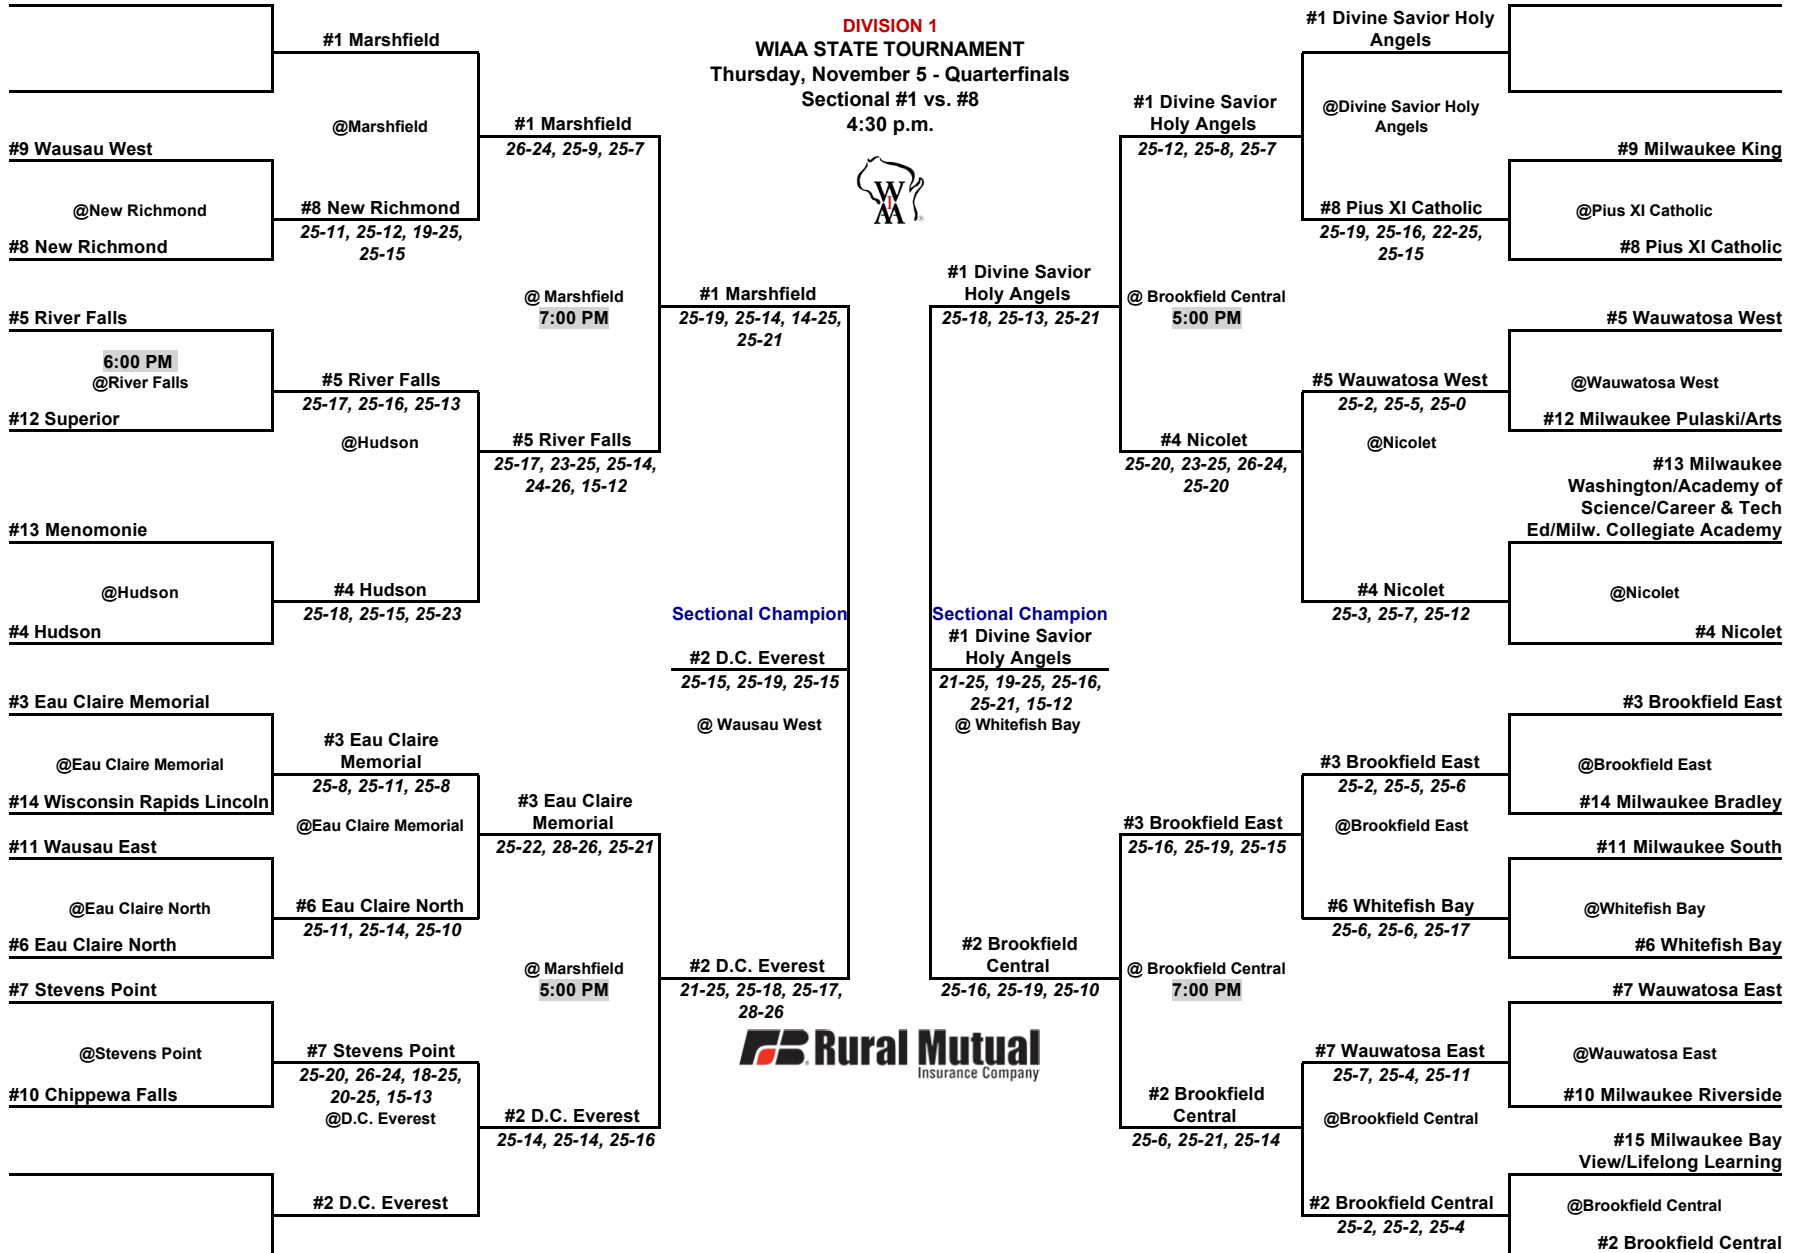 DIVISION 1
WIAA STATE TOURNAMENT
Thursday, November 5 - Quarterfinals
Sectional #1 vs. #8
4:30 p.m.
WIAA
#9 Wausau West
@New Richmond
#8 New Richmond
#5 River Falls
6:00 PM
@River Falls
#12 Superior
#13 Menomonie
@Hudson
#4 Hudson
#3 Eau Claire Memorial
@Eau Claire Memorial
#14 Wisconsin Rapids Lincoln
#11 Wausau East
@Eau Claire North
#6 Eau Claire North
#7 Stevens Point
@Stevens Point
#10 Chippewa Falls
#1 Marshfield
@Marshfield
#8 New Richmond
25-11, 25-12, 19-25,
25-15
#5 River Falls
25-17, 25-16, 25-13
@Hudson
#4 Hudson
25-18, 25-15, 25-23
#3 Eau Claire
Memorial
25-8, 25-11, 25-8
@Eau Claire Memorial
#6 Eau Claire North
25-11, 25-14, 25-10
#7 Stevens Point
25-20, 26-24, 18-25,
20-25, 15-13
@D.C. Everest
#2 D.C. Everest
#1 Marshfield
26-24, 25-9, 25-7
@ Marshfield
7:00 PM
#5 River Falls
25-17, 23-25, 25-14,
24-26, 15-12
#3 Eau Claire
Memorial
25-22, 28-26, 25-21
@ Marshfield
5:00 PM
#2 D.C. Everest
25-14, 25-14, 25-16
#1 Marshfield
25-19, 25-14, 14-25,
25-21
Sectional Champion
#2 D.C. Everest
25-15, 25-19, 25-15
@ Wausau West
#2 D.C. Everest
21-25, 25-18, 25-17,
28-26
Rural Mutual
Insurance Company
#1 Divine Savior
Holy Angels
25-18, 25-13, 25-21
Sectional Champion
#1 Divine Savior
Holy Angels
21-25, 19-25, 25-16,
25-21, 15-12
@ Whitefish Bay
#2 Brookfield
Central
25-16, 25-19, 25-10
#1 Divine Savior
Holy Angels
25-12, 25-8, 25-7
@ Brookfield Central
5:00 PM
#4 Nicolet
25-20, 23-25, 26-24,
25-20
#3 Brookfield East
25-16, 25-19, 25-15
@ Brookfield Central
7:00 PM
#2 Brookfield
Central
25-6, 25-21, 25-14
#1 Divine Savior Holy
Angels
@Divine Savior Holy
Angels
#8 Pius XI Catholic
25-19, 25-16, 22-25,
25-15
#5 Wauwatosa West
25-2, 25-5, 25-0
@Nicolet
#4 Nicolet
25-3, 25-7, 25-12
#3 Brookfield East
25-2, 25-5, 25-6
@Brookfield East
#6 Whitefish Bay
25-6, 25-6, 25-17
#7 Wauwatosa East
25-7, 25-4, 25-11
@Brookfield Central
#2 Brookfield Central
25-2, 25-2, 25-4
#9 Milwaukee King
@Pius XI Catholic
#8 Pius XI Catholic
#5 Wauwatosa West
@Wauwatosa West
#12 Milwaukee Pulaski/Arts
#13 Milwaukee
Washington/Academy of
Science/Career & Tech
Ed/Milw. Collegiate Academy
@Nicolet
#4 Nicolet
#3 Brookfield East
@Brookfield East
#14 Milwaukee Bradley
#11 Milwaukee South
@Whitefish Bay
#6 Whitefish Bay
#7 Wauwatosa East
@Wauwatosa East
#10 Milwaukee Riverside
#15 Milwaukee Bay
View/Lifelong Learning
@Brookfield Central
#2 Brookfield Central